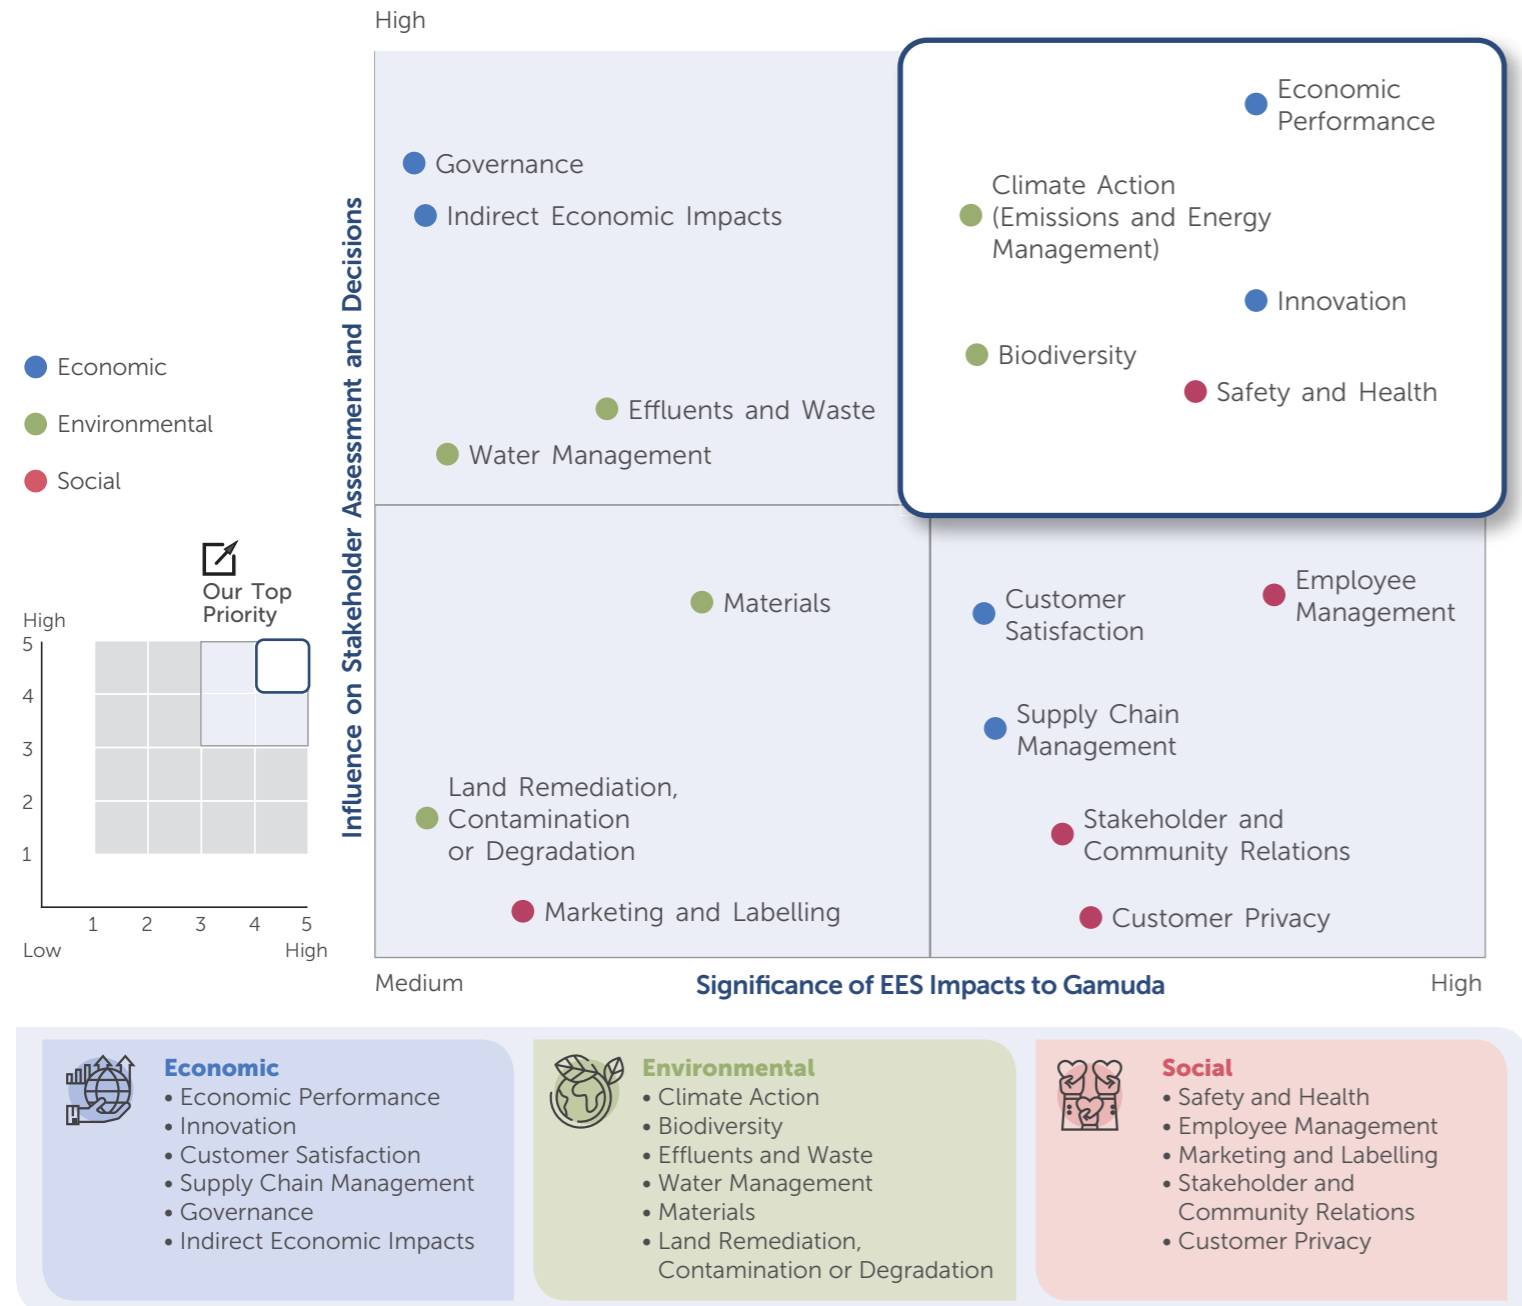 High
Influence on Stakeholder Assessment and Decisions
Governance
Indirect Economic Impacts
Effluents and Waste
Water Management
Economic
Performance
Climate Action
(Emissions and Energy
Management)
Innovation
Biodiversity
Safety and Health
Economic
Environmental
Social
Materials
Land Remediation,
Contamination
or Degradation
Marketing and Labelling
Customer
Satisfaction
Employee
Management
Supply Chain
Management
Stakeholder and
Community Relations
Customer Privacy
Our Top
Priority
High
5
4
3
2
1
1 2 3 4 5
Low High
Medium
Significance of EES Impacts to Gamuda
High
Economic
• Economic Performance
• Innovation
• Customer Satisfaction
• Supply Chain Management
• Governance
• Indirect Economic Impacts
Environmental
• Climate Action
• Biodiversity
• Effluents and Waste
• Water Management
• Materials
• Land Remediation,
Contamination or Degradation
Social
• Safety and Health
• Employee Management
• Marketing and Labelling
• Stakeholder and
Community Relations
• Customer Privacy